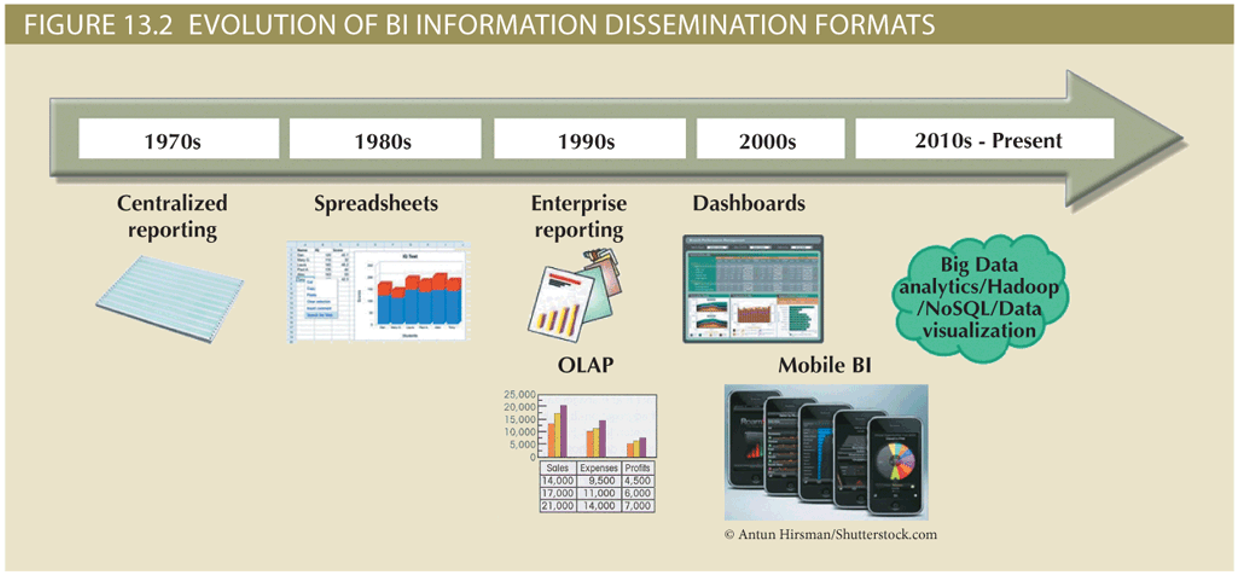 FIGURE 13.2 EVOLUTION OF BI INFORMATION DISSEMINATION FORMATS
1970s
1980s
1990s
2000s
2010s - Present
Centralized
reporting
Spreadsheets
Enterprise
reporting
Dashboards
Big Data
analytics/Hadoop
/NoSQL/Data
visualization
OLAP
Mobile BI
25,000
20,000
15,000
10,000
5,000
Sales Expenses Profits
14,000 9,500 4,500
17,000 11,000 6,000
21,000 14,000 7,000
© Antun Hirsman/Shutterstock.com